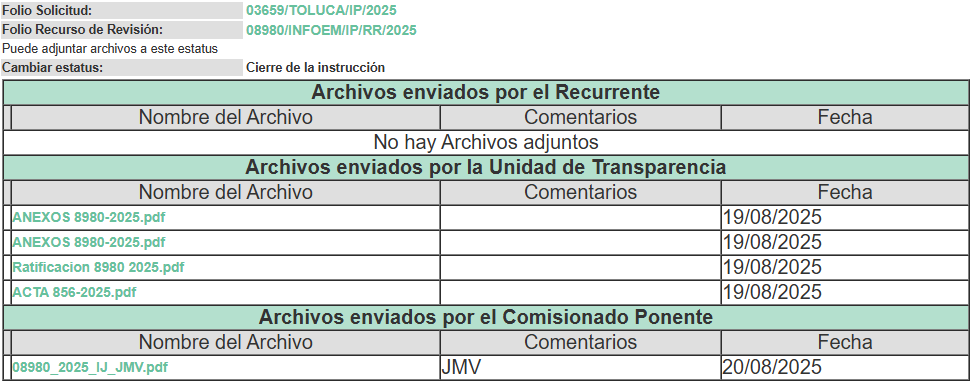 Folio Solicitud: 03659/TOLUCA/IP/2025
Folio Recurso de Revisión: 08980/INFOEM/IP/RR/2025
Puede adjuntar archivos a este estatus
Cambiar estatus: Cierre de la instrucción
Archivos enviados por el Recurrente
Nombre del Archivo Comentarios Fecha
No hay Archivos adjuntos
Archivos enviados por la Unidad de Transparencia
Nombre del Archivo Comentarios Fecha
ANEXOS 8980-2025.pdf 19/08/2025
ANEXOS 8980-2025.pdf 19/08/2025
Ratificacion 8980 2025.pdf 19/08/2025
ACTA 856-2025.pdf 19/08/2025
Archivos enviados por el Comisionado Ponente
Nombre del Archivo Comentarios Fecha
08980_2025_IJ_JMV.pdf JMV 20/08/2025